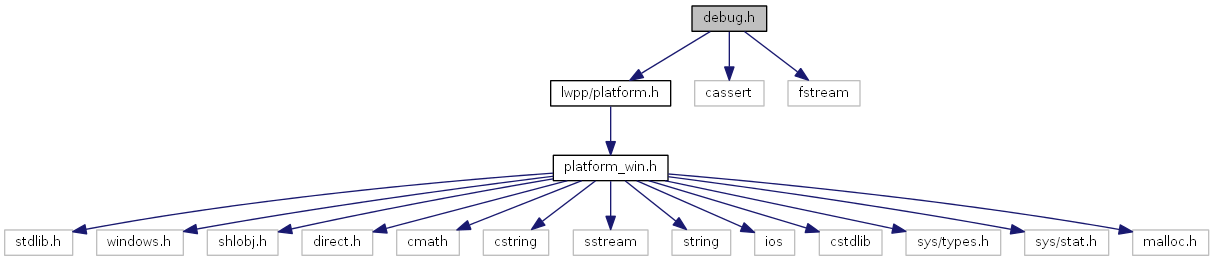 debug.h
lwpp/platform.h
cassert
fstream
platform_win.h
stdlib.h
windows.h
shlobj.h
direct.h
cmath
cstring
sstream
string
ios
cstdlib
sys/types.h
sys/stat.h
malloc.h